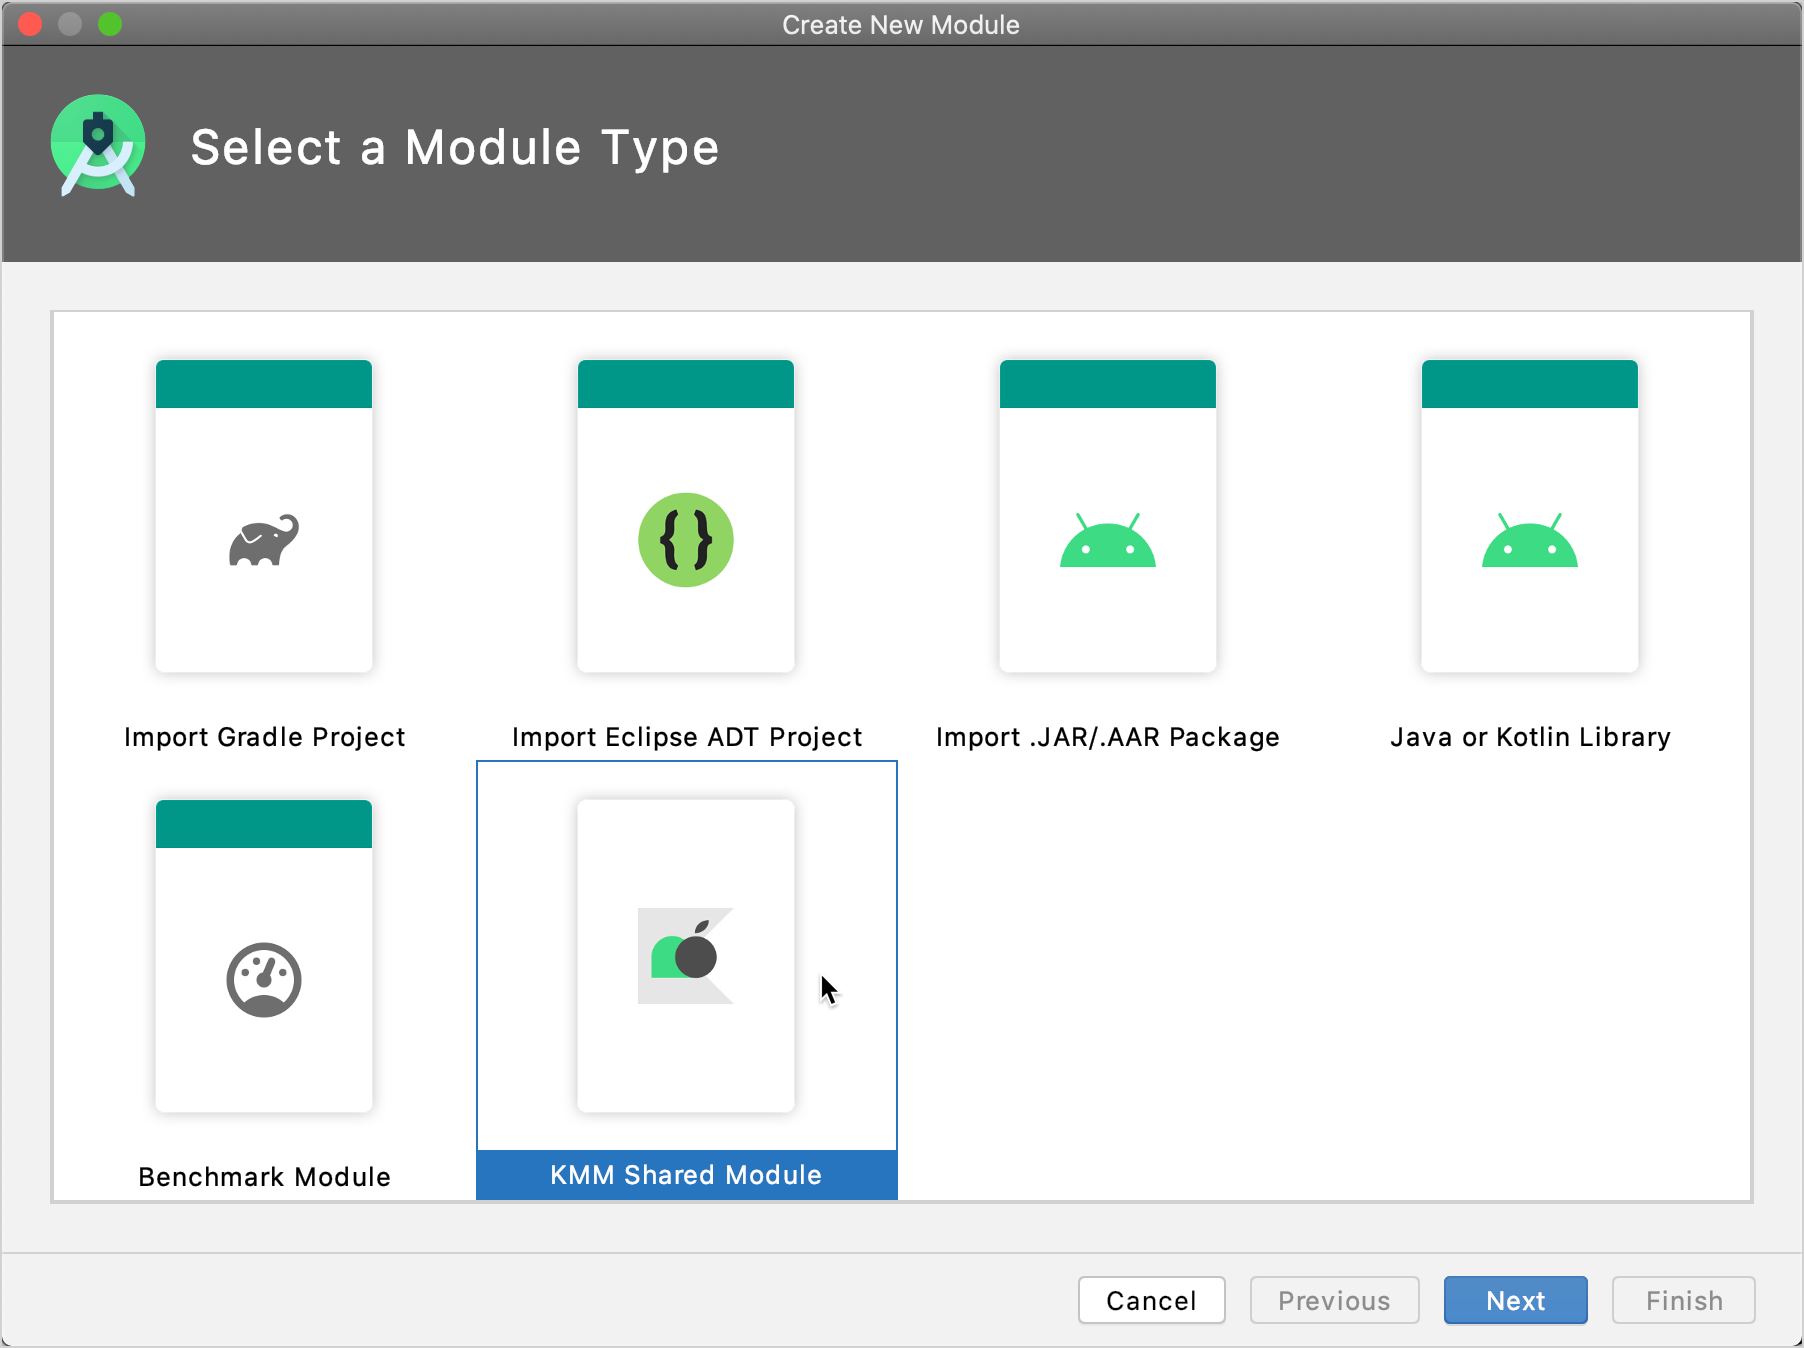 Create New Module
Select a Module Type
Import Gradle Project
Import Eclipse ADT Project
Import .JAR/.AAR Package
Java or Kotlin Library
Benchmark Module
KMM Shared Module
Cancel
Previous
Next
Finish